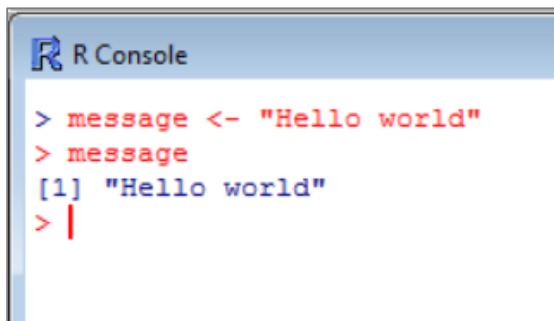 R R Console
> message <- "Hello world"
> message
[1] "Hello world"
>